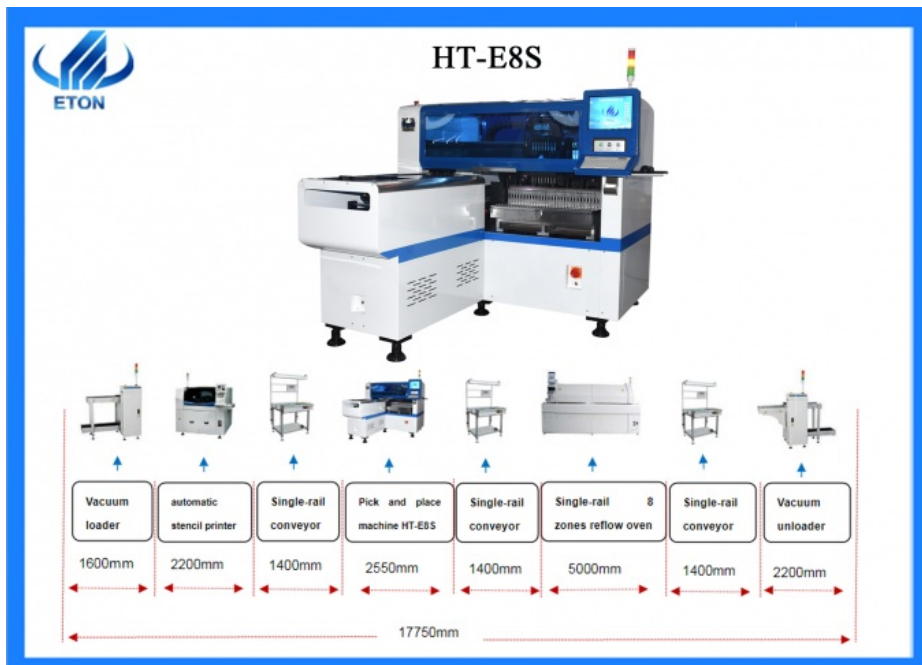 HT-E8S
ETON
Vacuum
loader
automatic
stencil printer
Single-rail
conveyor
Pick and place
machine HT-E8S
Single-rail
conveyor
Single-rail 8
zones reflow oven
Single-rail
conveyor
Vacuum
unloader
1600mm
2200mm
1400mm
2550mm
1400mm
5000mm
1400mm
2200mm
17750mm